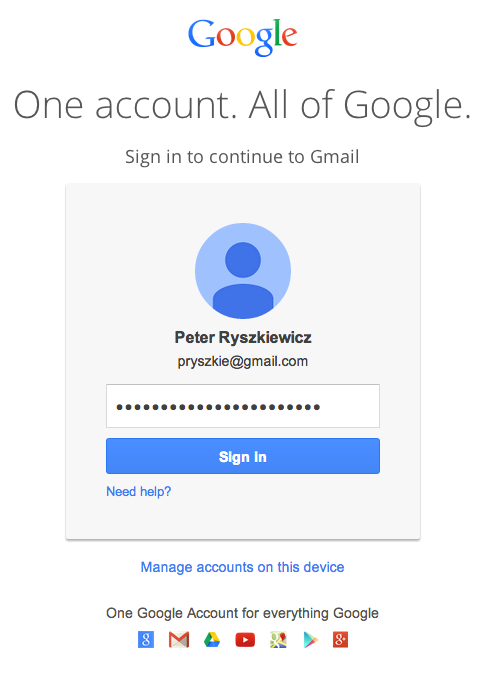 Google
One account. All of Google.
Sign in to continue to Gmail
Peter Ryszkiewicz
pryszkie@gmail.com
•••••••••••••••••••••••
Sign in
Need help?
Manage accounts on this device
One Google Account for everything Google